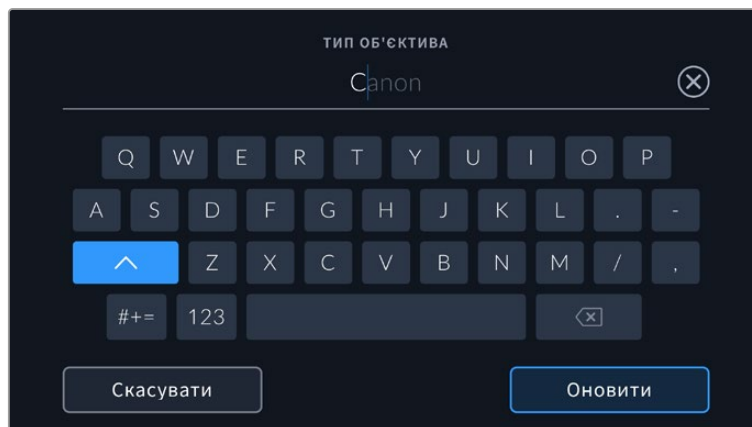 ТИП ОБ'ЄКТИВА
Canon
Q W E R T Y U I O P
A S D F G H J K L . -
Z X C V B N M / ,
#+= 123
Скасувати Оновити